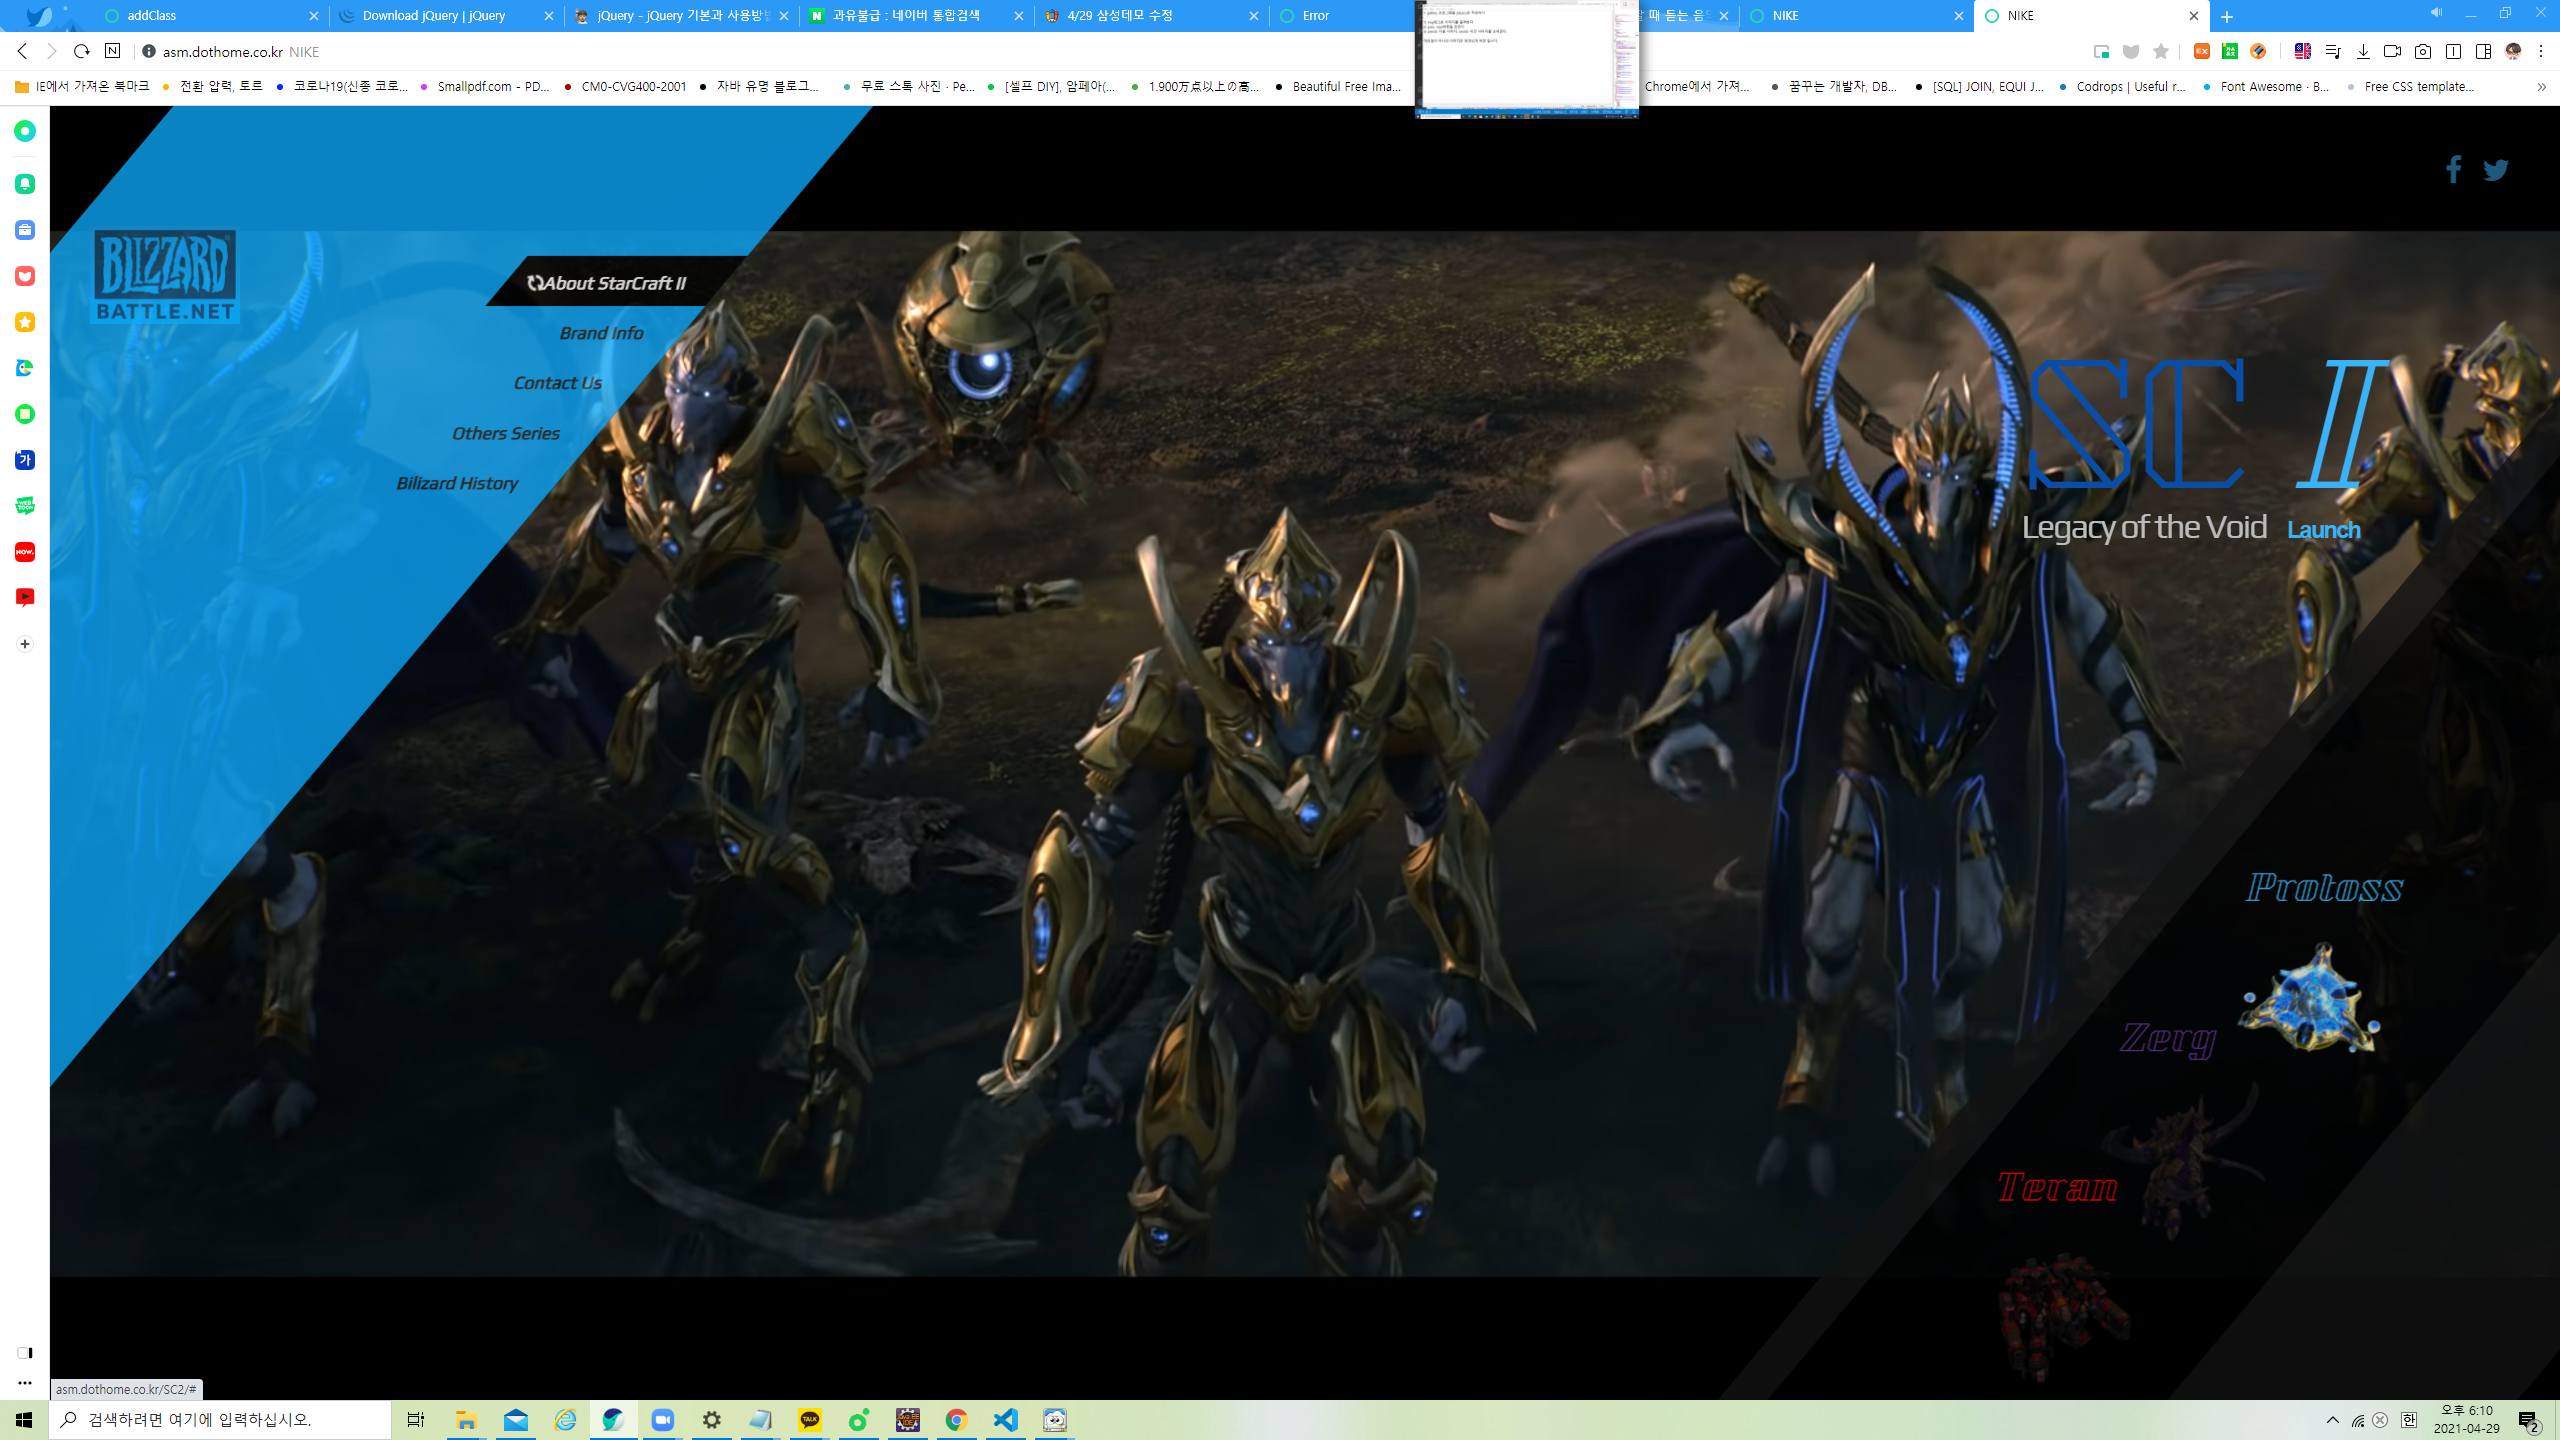 addClass
Download jQuery | jQuery
jQuery - jQuery 기본과 사용방법
과유불급 : 네이버 통합검색
4/29 삼성데모 수정
Error
할 때 듣는 음
NIKE
NIKE
asm.dothome.co.kr NIKE
IE에서 가져온 북마크
전환 압력, 토르
코로나19(신종 코로...
Smallpdf.com - PD...
CM0-CVG400-2001
자바 유명 블로그...
무료 스톡 사진 · Pe...
[셀프 DIY], 암페아(...
1.900万点以上の高...
Beautiful Free Ima...
Chrome에서 가져...
꿈꾸는 개발자, DB...
[SQL] JOIN, EQUI J...
Codrops | Useful r...
Font Awesome · B...
Free CSS template...
BLIZZARD
BATTLE.NET
About StarCraft II
Brand Info
Contact Us
Others Series
Bilizard History
SC II
Legacy of the Void Launch
Protoss
Zerg
Teran
asm.dothome.co.kr/SC2/#
검색하려면 여기에 입력하십시오.
TALK
한
오후 6:10
2021-04-29
2